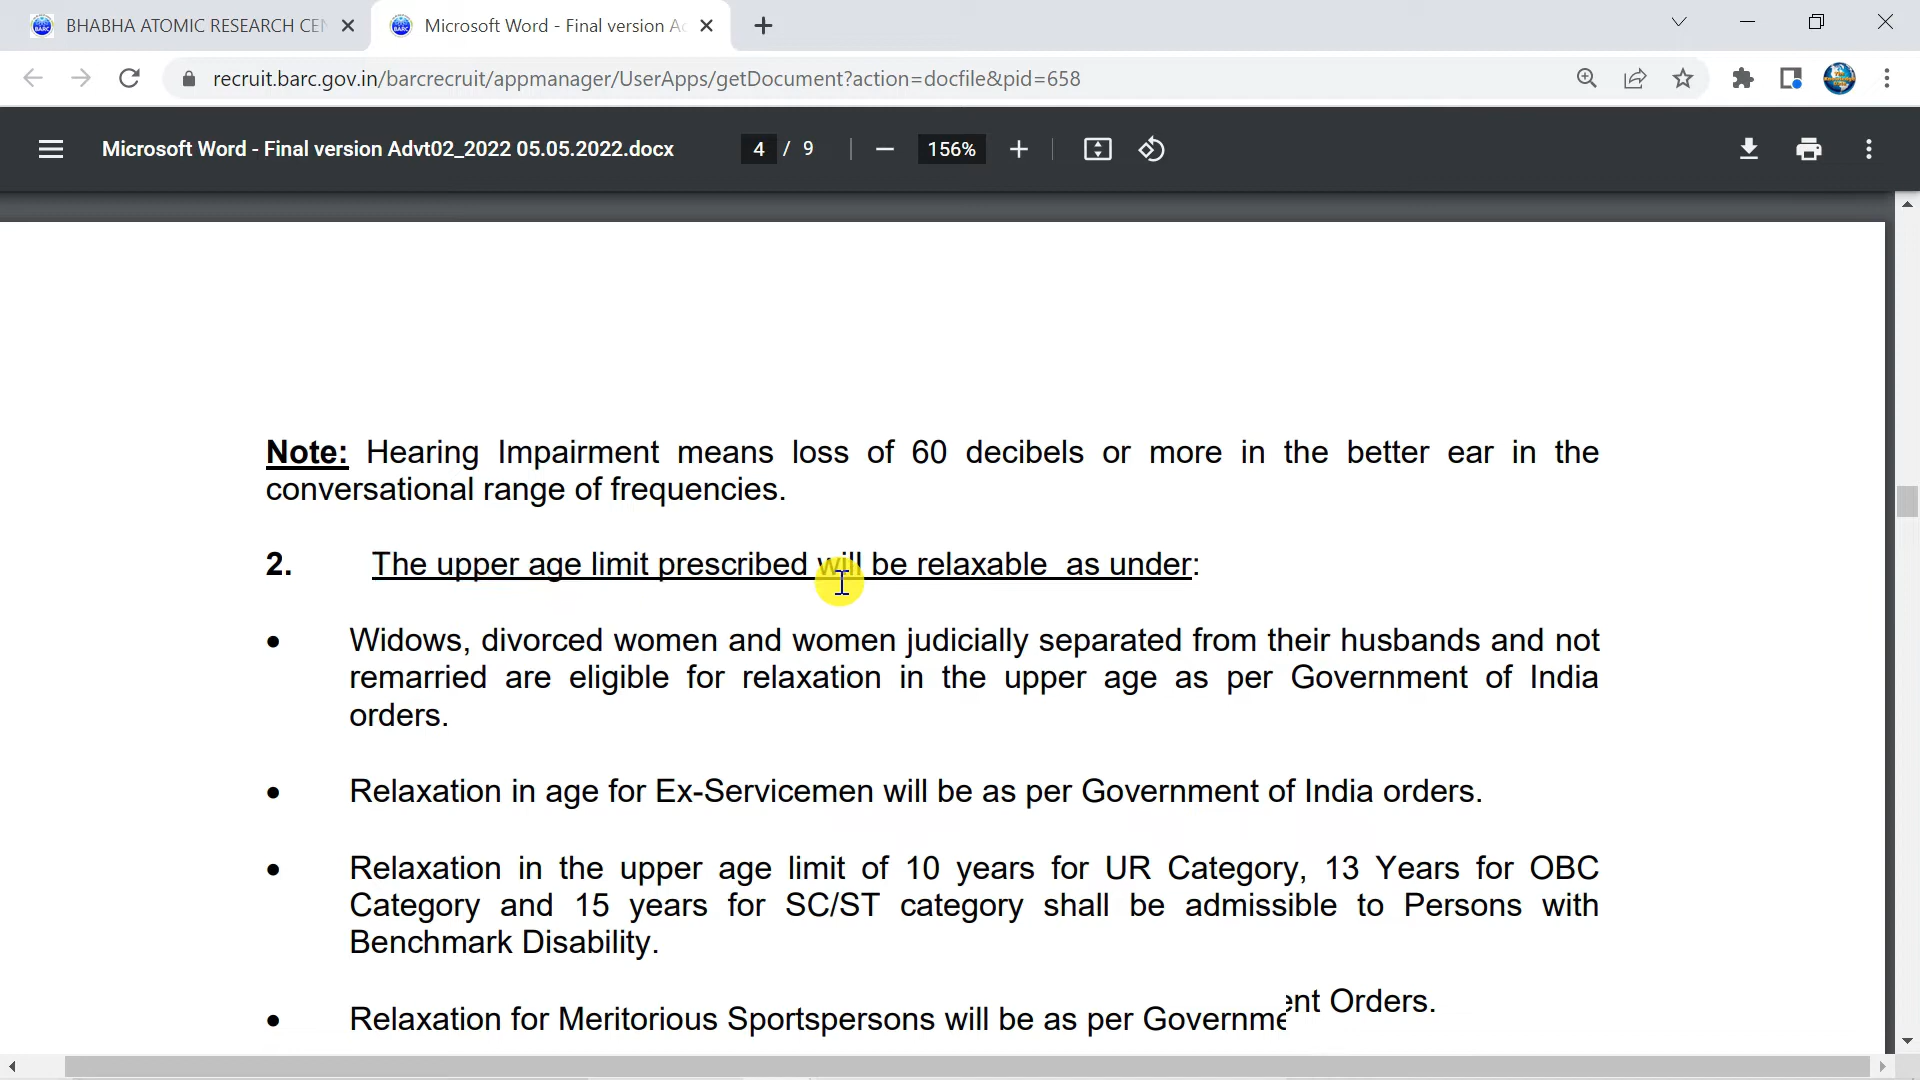 BHABHA ATOMIC RESEARCH CEN
Microsoft Word - Final version Ad
recruit.barc.gov.in/barcrecruit/appmanager/UserApps/getDocument?action=docfile&pid=658
Microsoft Word - Final version Advt02_2022 05.05.2022.docx
4 / 9
156%
Note: Hearing Impairment means loss of 60 decibels or more in the better ear in the
conversational range of frequencies.
2. The upper age limit prescribed will be relaxable as under:
• Widows, divorced women and women judicially separated from their husbands and not
remarried are eligible for relaxation in the upper age as per Government of India
orders.
• Relaxation in age for Ex-Servicemen will be as per Government of India orders.
• Relaxation in the upper age limit of 10 years for UR Category, 13 Years for OBC
Category and 15 years for SC/ST category shall be admissible to Persons with
Benchmark Disability.
• Relaxation for Meritorious Sportspersons will be as per Government Orders.